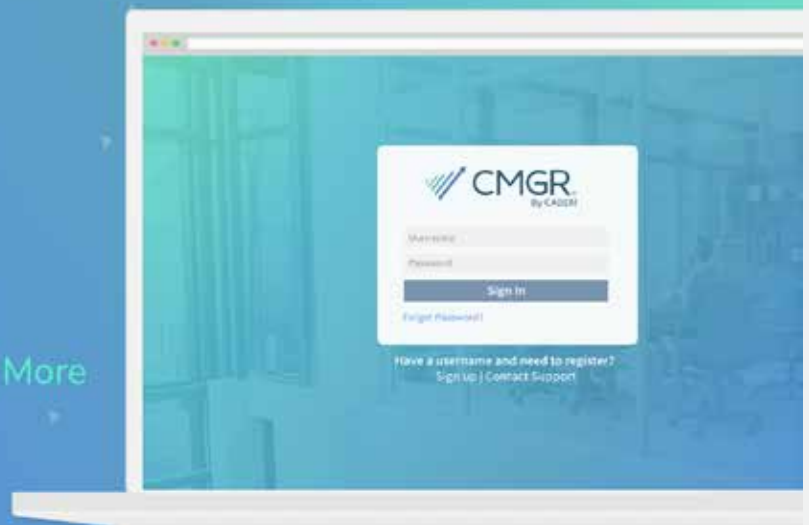 More
CMGR
By CADDI
Username
Password
Sign In
Forgot Password?
Have a username and need to register?
Sign up | Contact Support